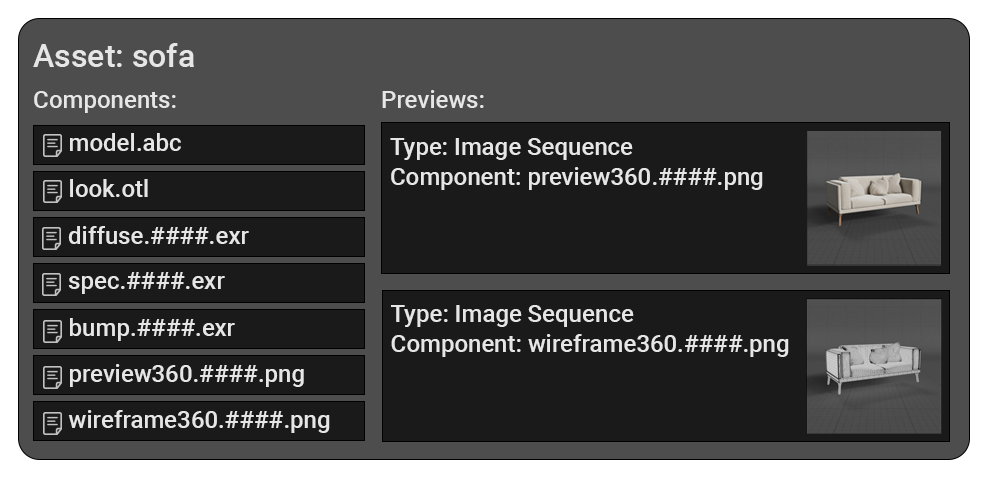 Asset: sofa
Components:
model.abc
look.otl
diffuse.####.exr
spec.####.exr
bump.####.exr
preview360.####.png
wireframe360.####.png
Previews:
Type: Image Sequence
Component: preview360.####.png
Type: Image Sequence
Component: wireframe360.####.png